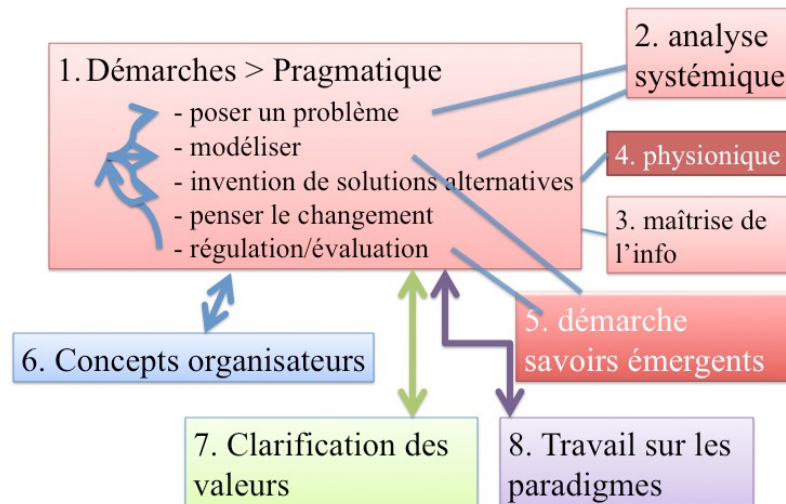 1. Démarches > Pragmatique
- poser un problème
- modéliser
- invention de solutions alternatives
- penser le changement
- régulation/évaluation
2. analyse
systémique
4. physionique
3. maîtrise de
l'info
5. démarche
savoirs émergents
6. Concepts organisateurs
7. Clarification des
valeurs
8. Travail sur les
paradigmes